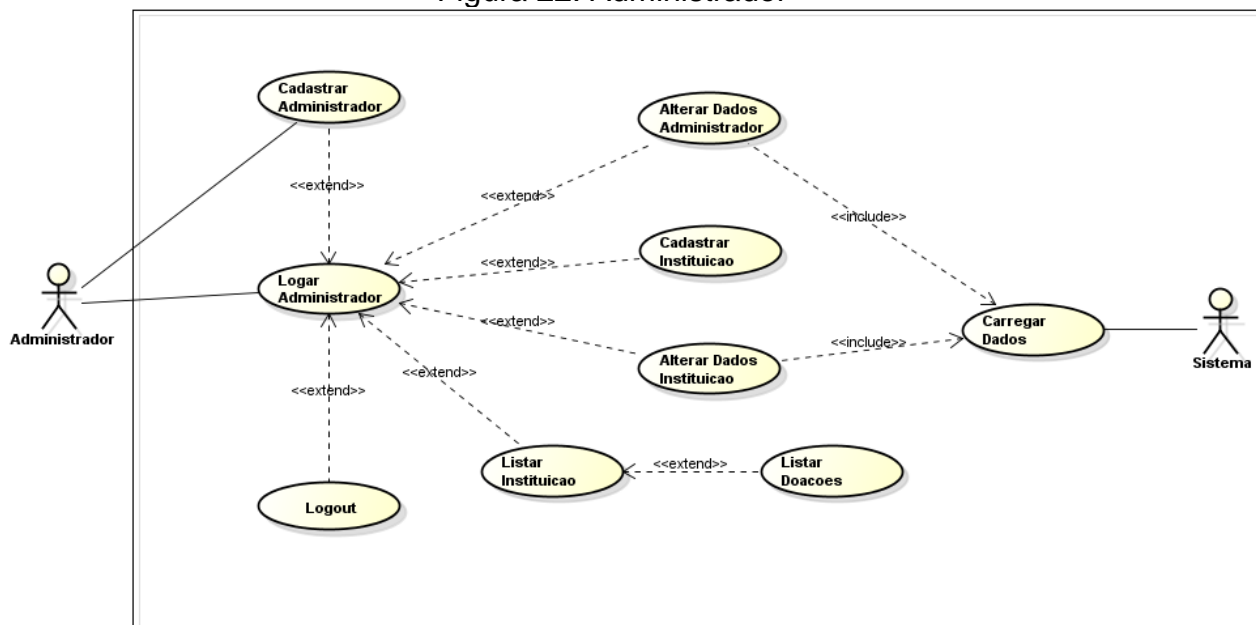 Figura 22. Administrador
Cadastrar
Administrador
Alterar Dados
Administrador
<<extend>>
<<extend>>
<<include>>
Cadastrar
Instituicao
<<extend>>
Logar
Administrador
Administrador
<<extend>>
Carregar
Dados
Sistema
<<include>>
Alterar Dados
Instituicao
<<extend>>
<<extend>>
Listar
Instituicao
<<extend>>
Listar
Doacoes
Logout